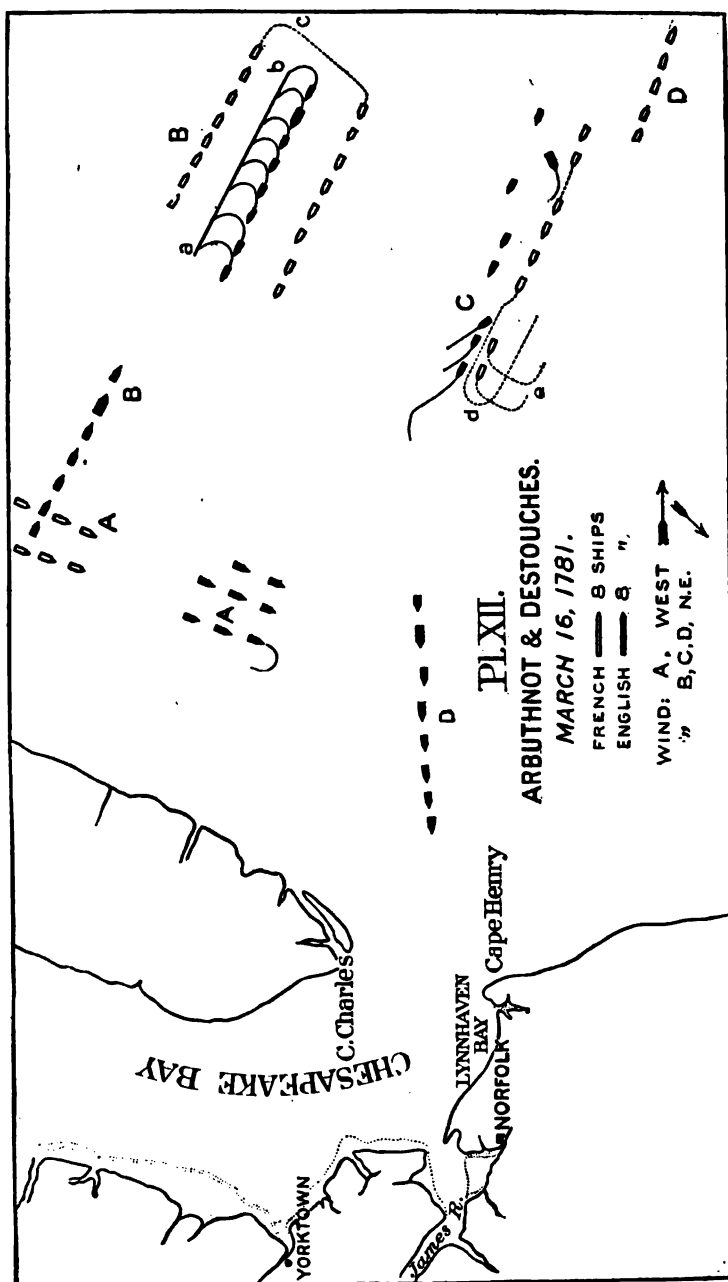 Pl. XII.
ARBUTHNOT & DESTOUCHES.
MARCH 16, 1781.
FRENCH 8 SHIPS
ENGLISH 8 "
WIND: A, WEST
" B, C, D, N.E.
B
c
b
a
D
C
d
e
B
A
A
D
CHESAPEAKE BAY
C. Charles
LYNNHAVEN
BAY
Cape Henry
NORFOLK
YORKTOWN
James R.